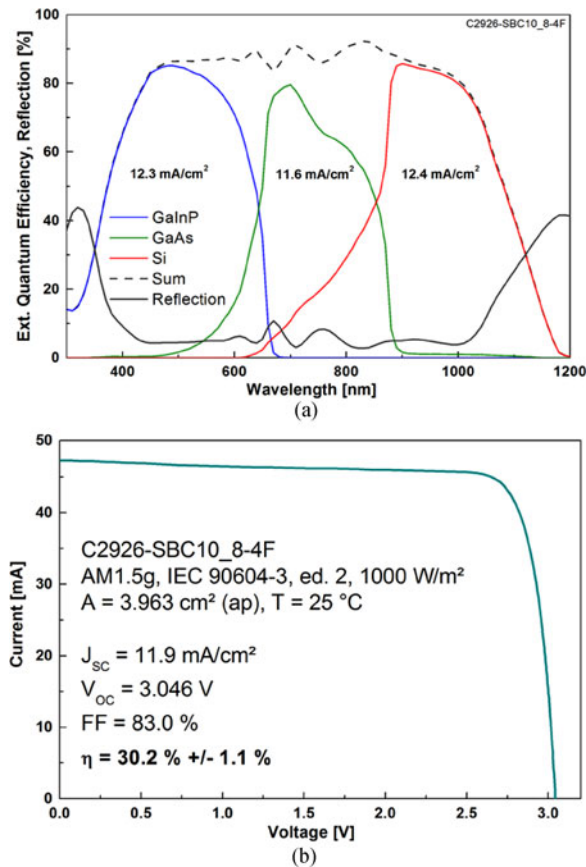 C2926-SBC10_8-4F
Ext. Quantum Efficiency, Reflection [%]
100
80
60
40
20
0
12.3 mA/cm²
11.6 mA/cm²
12.4 mA/cm²
GaInP
GaAs
Si
Sum
Reflection
400
600
800
1000
1200
Wavelength [nm]
(a)
Current [mA]
50
40
30
20
10
0
C2926-SBC10_8-4F
AM1.5g, IEC 90604-3, ed. 2, 1000 W/m²
A = 3.963 cm² (ap), T = 25 °C
J_SC = 11.9 mA/cm²
V_OC = 3.046 V
FF = 83.0 %
η = 30.2 % +/- 1.1 %
0.0
0.5
1.0
1.5
2.0
2.5
3.0
Voltage [V]
(b)